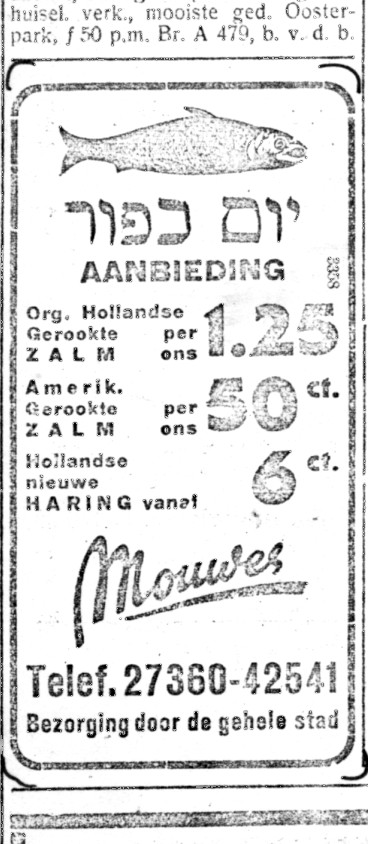 huisel. verk., mooiste ged. Ooster-
park, f 50 p.m. Br. A 479, b. v. d. b.
יום כפור
AANBIEDING
Org. Hollandse
Gerookte per
ZALM ons
1.25
Amerik.
Gerookte per
ZALM ons
50 ct.
Hollandse
nieuwe
HARING vanaf
6 ct.
Mouwes
Telef. 27360-42541
Bezorging door de gehele stad